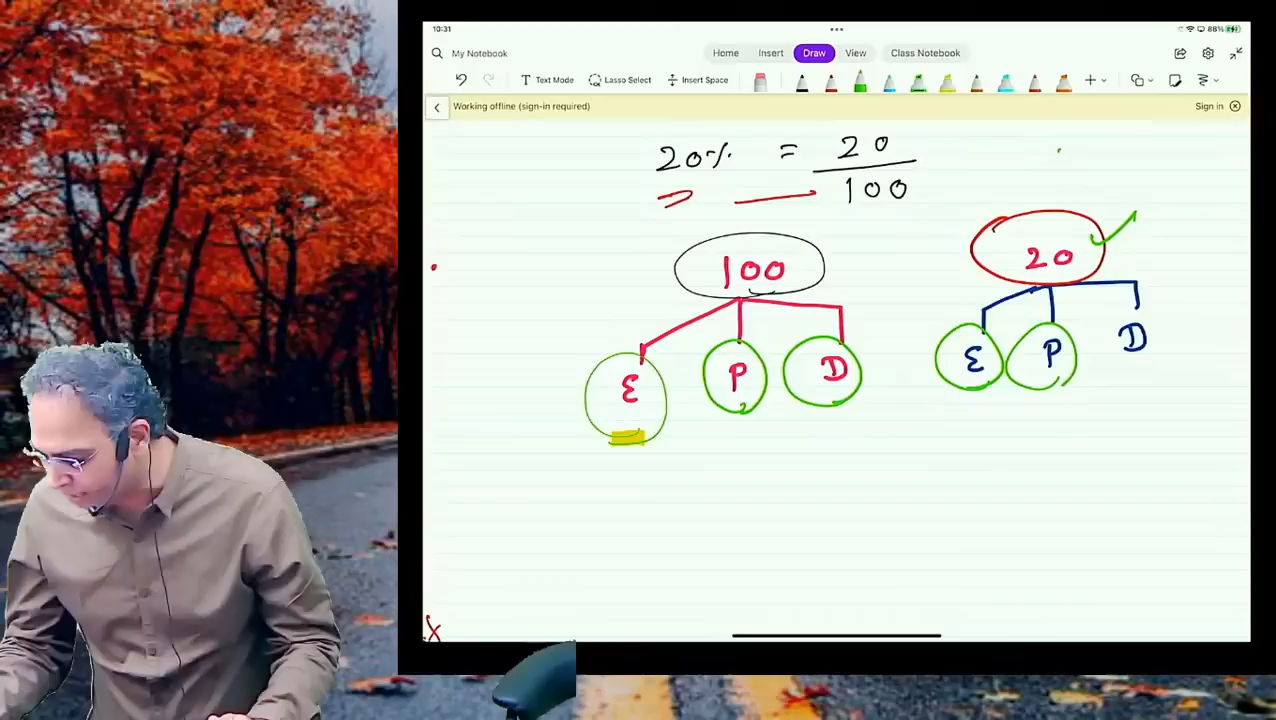 10:31
88%
My Notebook
Home Insert Draw View Class Notebook
Text Mode Lasso Select Insert Space
Working offline (sign-in required)
Sign in
20% = 20
100
100
20
E P D
E P D
x